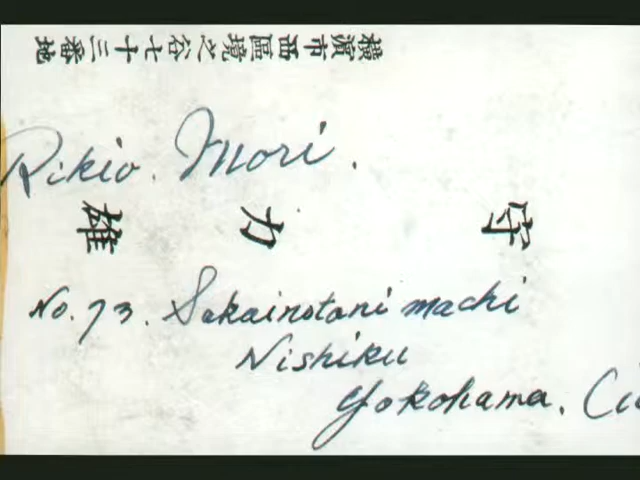 横濱市西區境之谷七十三番地
Rikio. Mori.
守 力 雄
No. 73. Sakainotani machi
Nishiku
Yokohama.